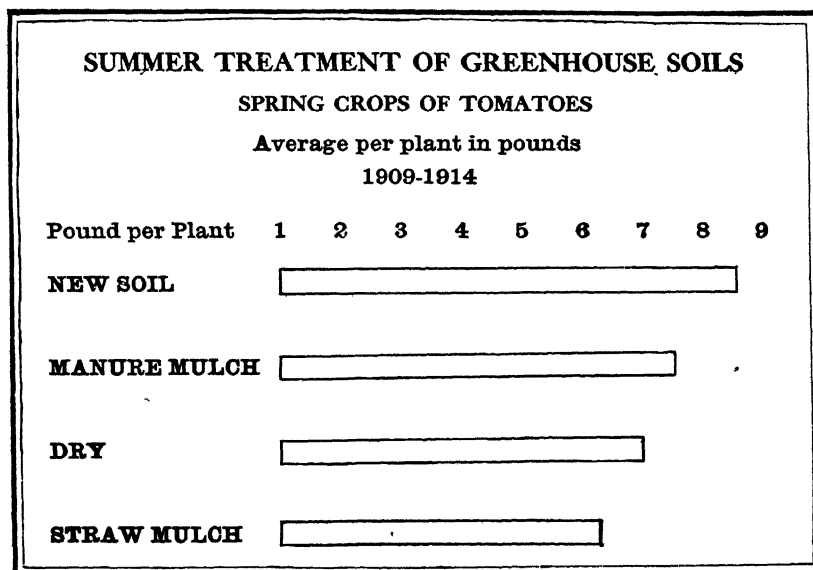 SUMMER TREATMENT OF GREENHOUSE SOILS
SPRING CROPS OF TOMATOES
Average per plant in pounds
1909-1914
Pound per Plant 1 2 3 4 5 6 7 8 9
NEW SOIL
MANURE MULCH
DRY
STRAW MULCH